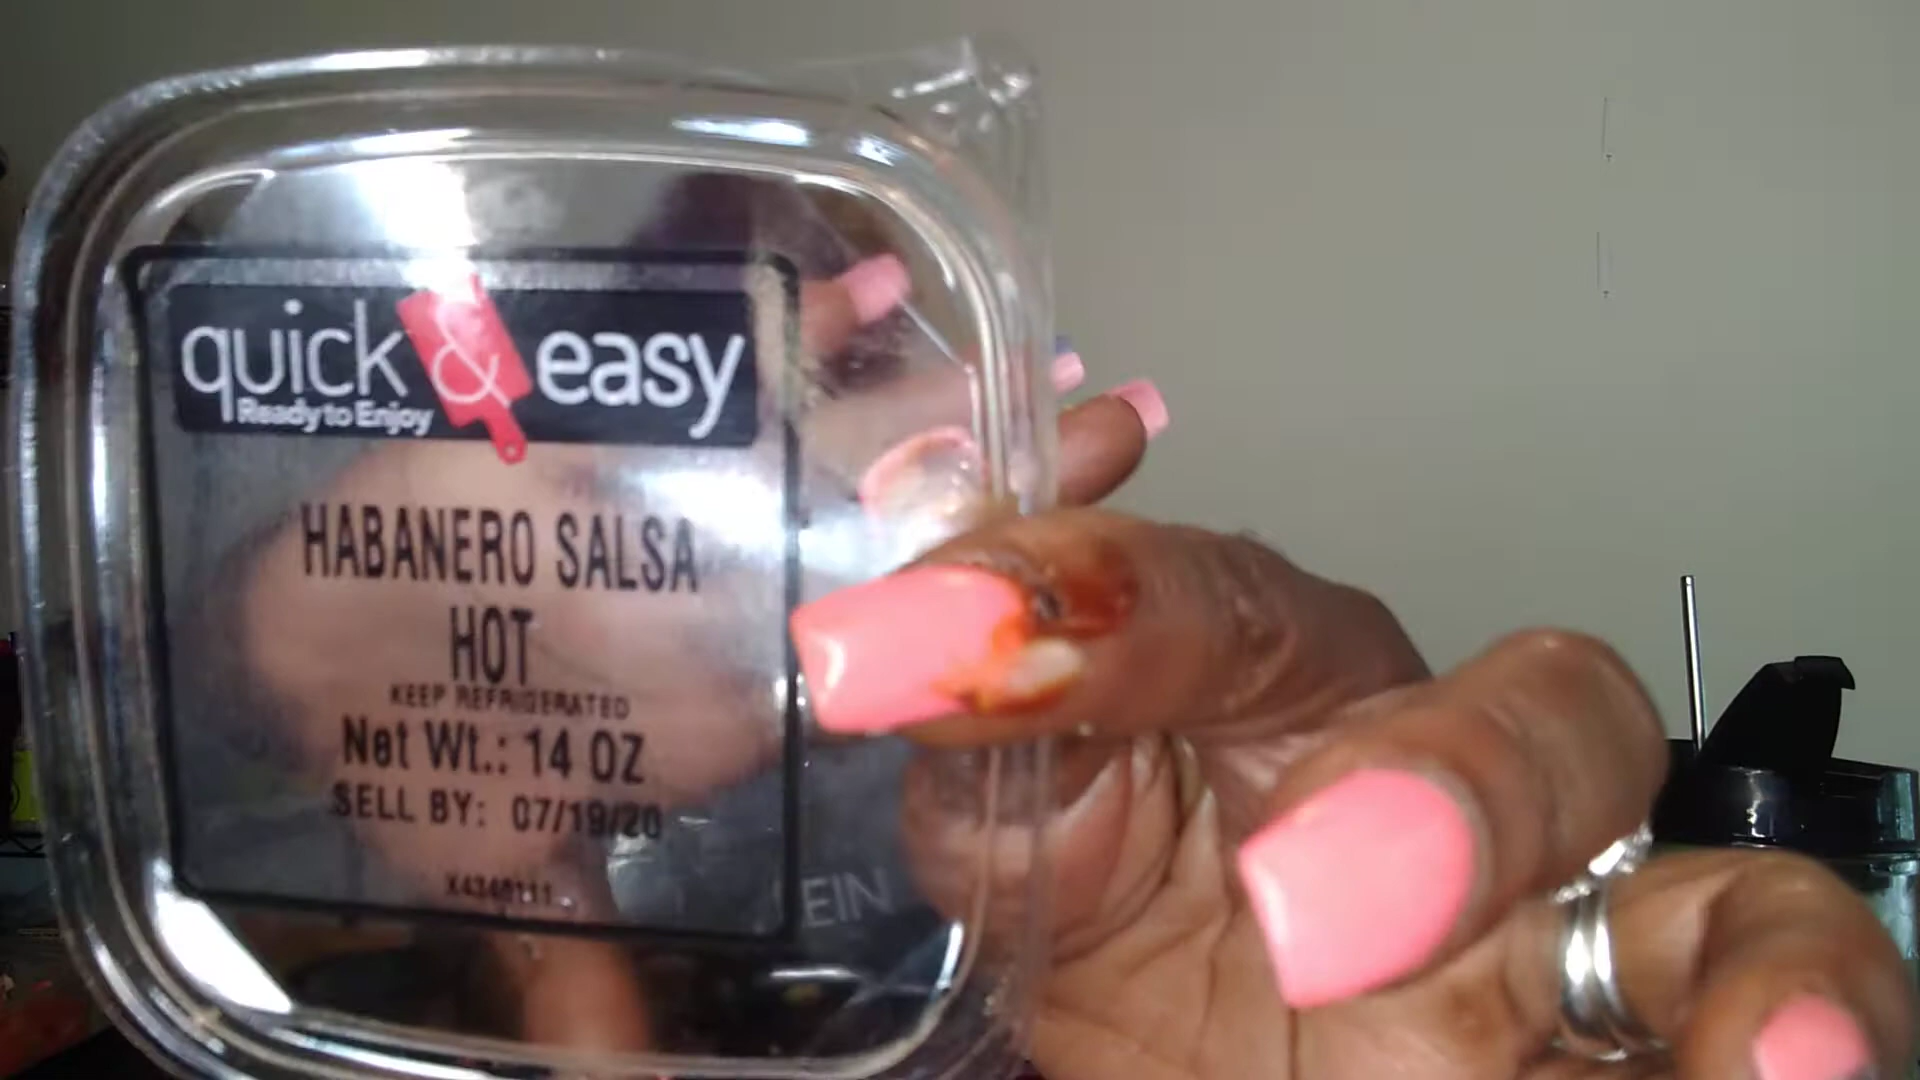 quick & easy
Ready to Enjoy
HABANERO SALSA
HOT
KEEP REFRIGERATED
Net Wt.: 14 OZ
SELL BY: 07/19/20
EIN